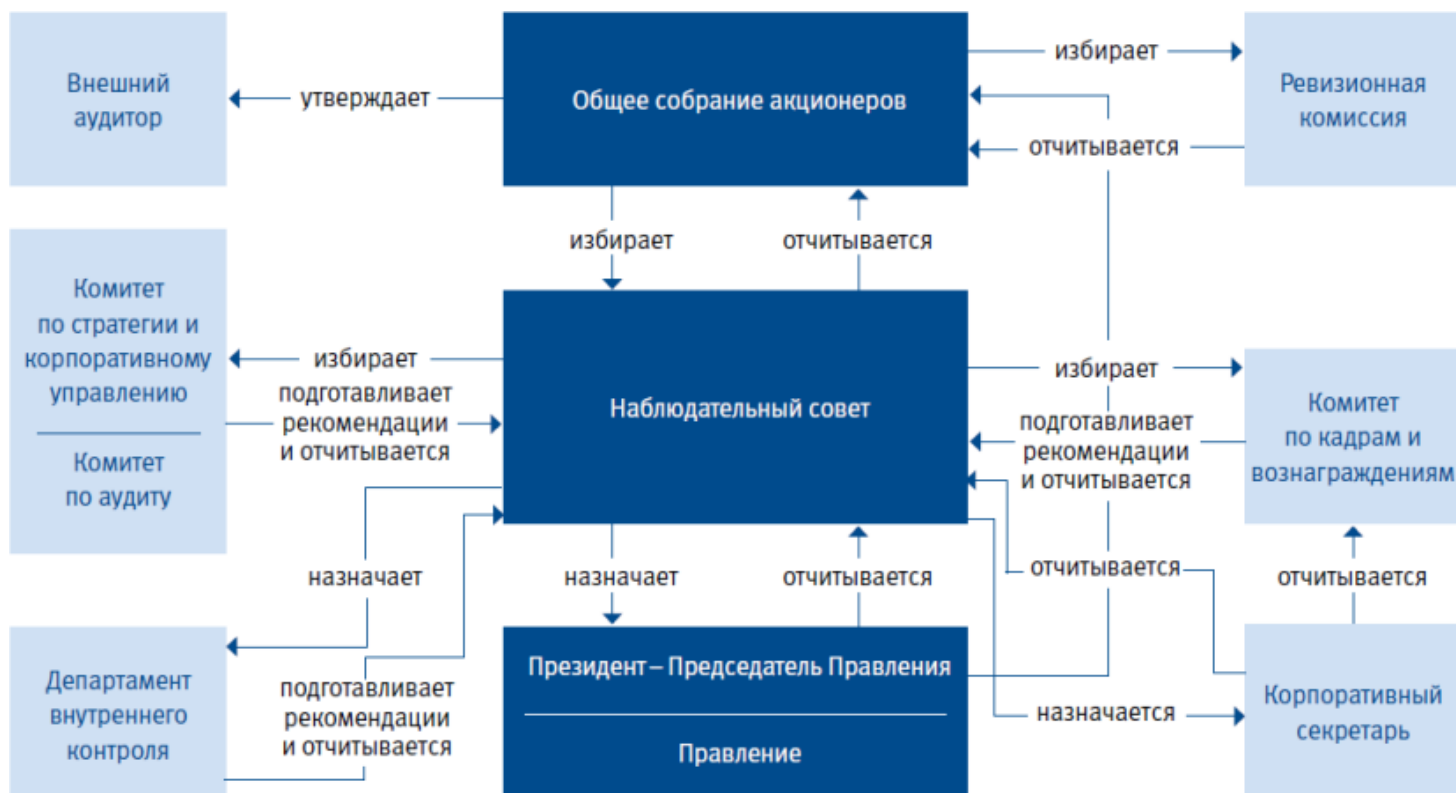 Внешний
аудитор
утверждает
Общее собрание акционеров
избирает
Ревизионная
комиссия
отчитывается
избирает
отчитывается
Комитет
по стратегии и
корпоративному
управлению
Комитет
по аудиту
избирает
подготавливает
рекомендации
и отчитывается
Наблюдательный совет
избирает
подготавливает
рекомендации
и отчитывается
Комитет
по кадрам и
вознаграждениям
назначает
назначает
отчитывается
отчитывается
отчитывается
Департамент
внутреннего
контроля
подготавливает
рекомендации
и отчитывается
Президент – Председатель Правления
Правление
назначается
Корпоративный
секретарь